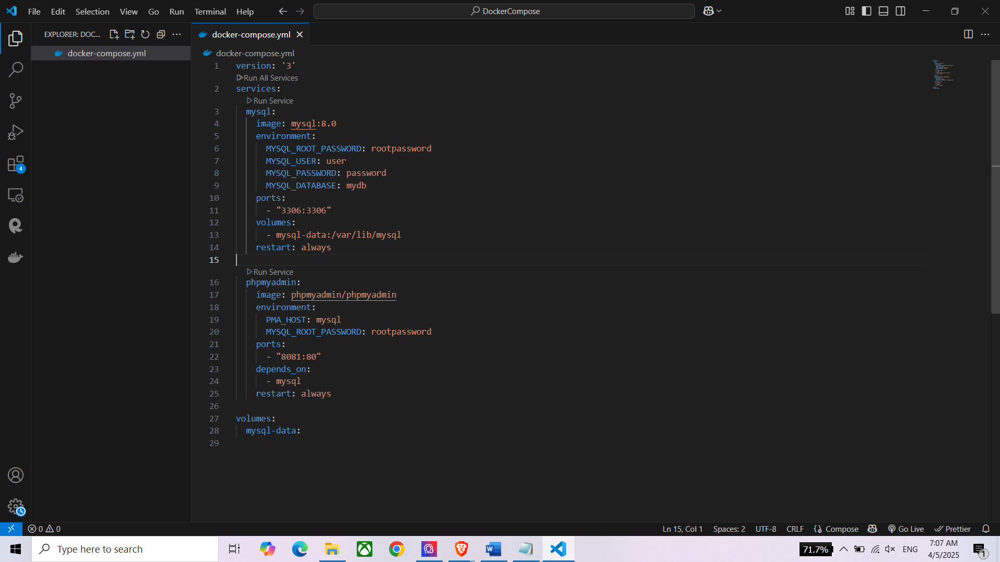 File Edit Selection View Go Run Terminal Help
DockerCompose
EXPLORER: DOC...
docker-compose.yml
docker-compose.yml
docker-compose.yml
4
1 version: '3'
Run All Services
2 services:
Run Service
3 mysql:
4 image: mysql:8.0
5 environment:
6 MYSQL_ROOT_PASSWORD: rootpassword
7 MYSQL_USER: user
8 MYSQL_PASSWORD: password
9 MYSQL_DATABASE: mydb
10 ports:
11 - "3306:3306"
12 volumes:
13 - mysql-data:/var/lib/mysql
14 restart: always
15
Run Service
16 phpmyadmin:
17 image: phpmyadmin/phpmyadmin
18 environment:
19 PMA_HOST: mysql
20 MYSQL_ROOT_PASSWORD: rootpassword
21 ports:
22 - "8081:80"
23 depends_on:
24 - mysql
25 restart: always
26
27 volumes:
28 mysql-data:
29
0 0 Ln 15, Col 1 Spaces: 2 UTF-8 CRLF Compose Go Live Prettier
Type here to search
71.7% ENG
7:07 AM
4/5/2025
1